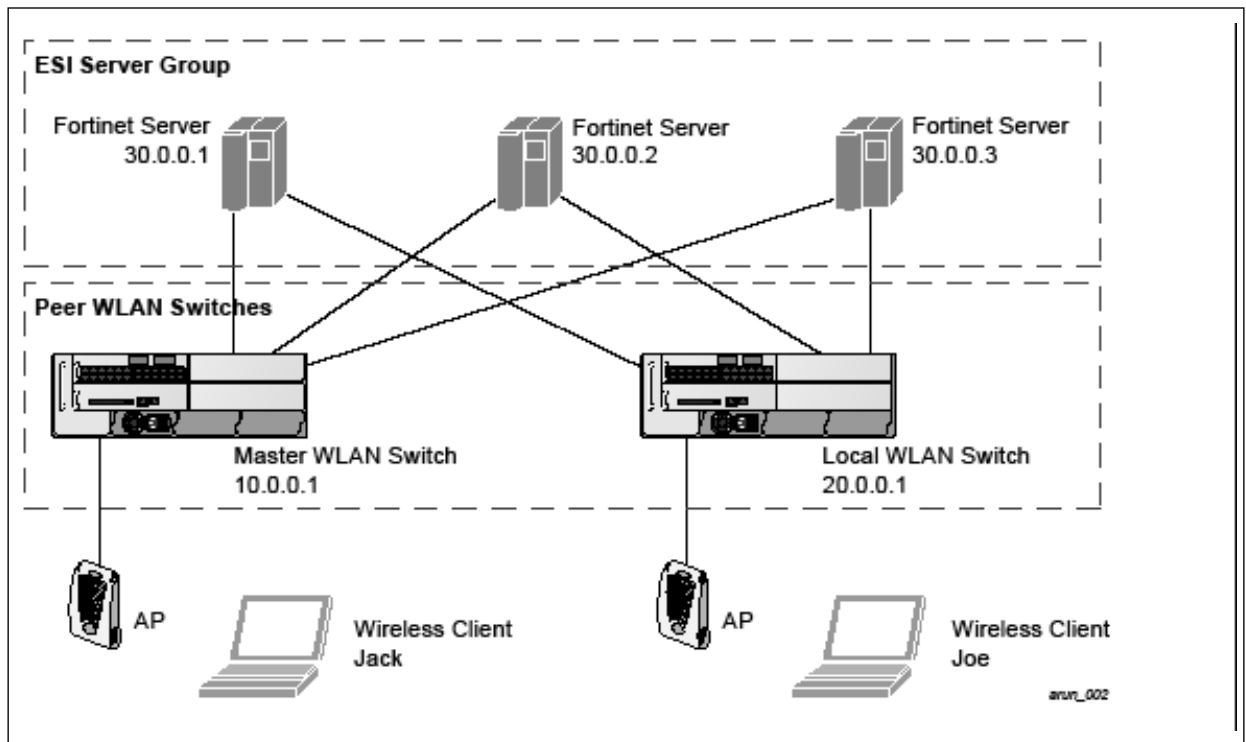 ESI Server Group
Fortinet Server
30.0.0.1
Fortinet Server
30.0.0.2
Fortinet Server
30.0.0.3
Peer WLAN Switches
Master WLAN Switch
10.0.0.1
Local WLAN Switch
20.0.0.1
AP
Wireless Client
Jack
AP
Wireless Client
Joe
arun_002